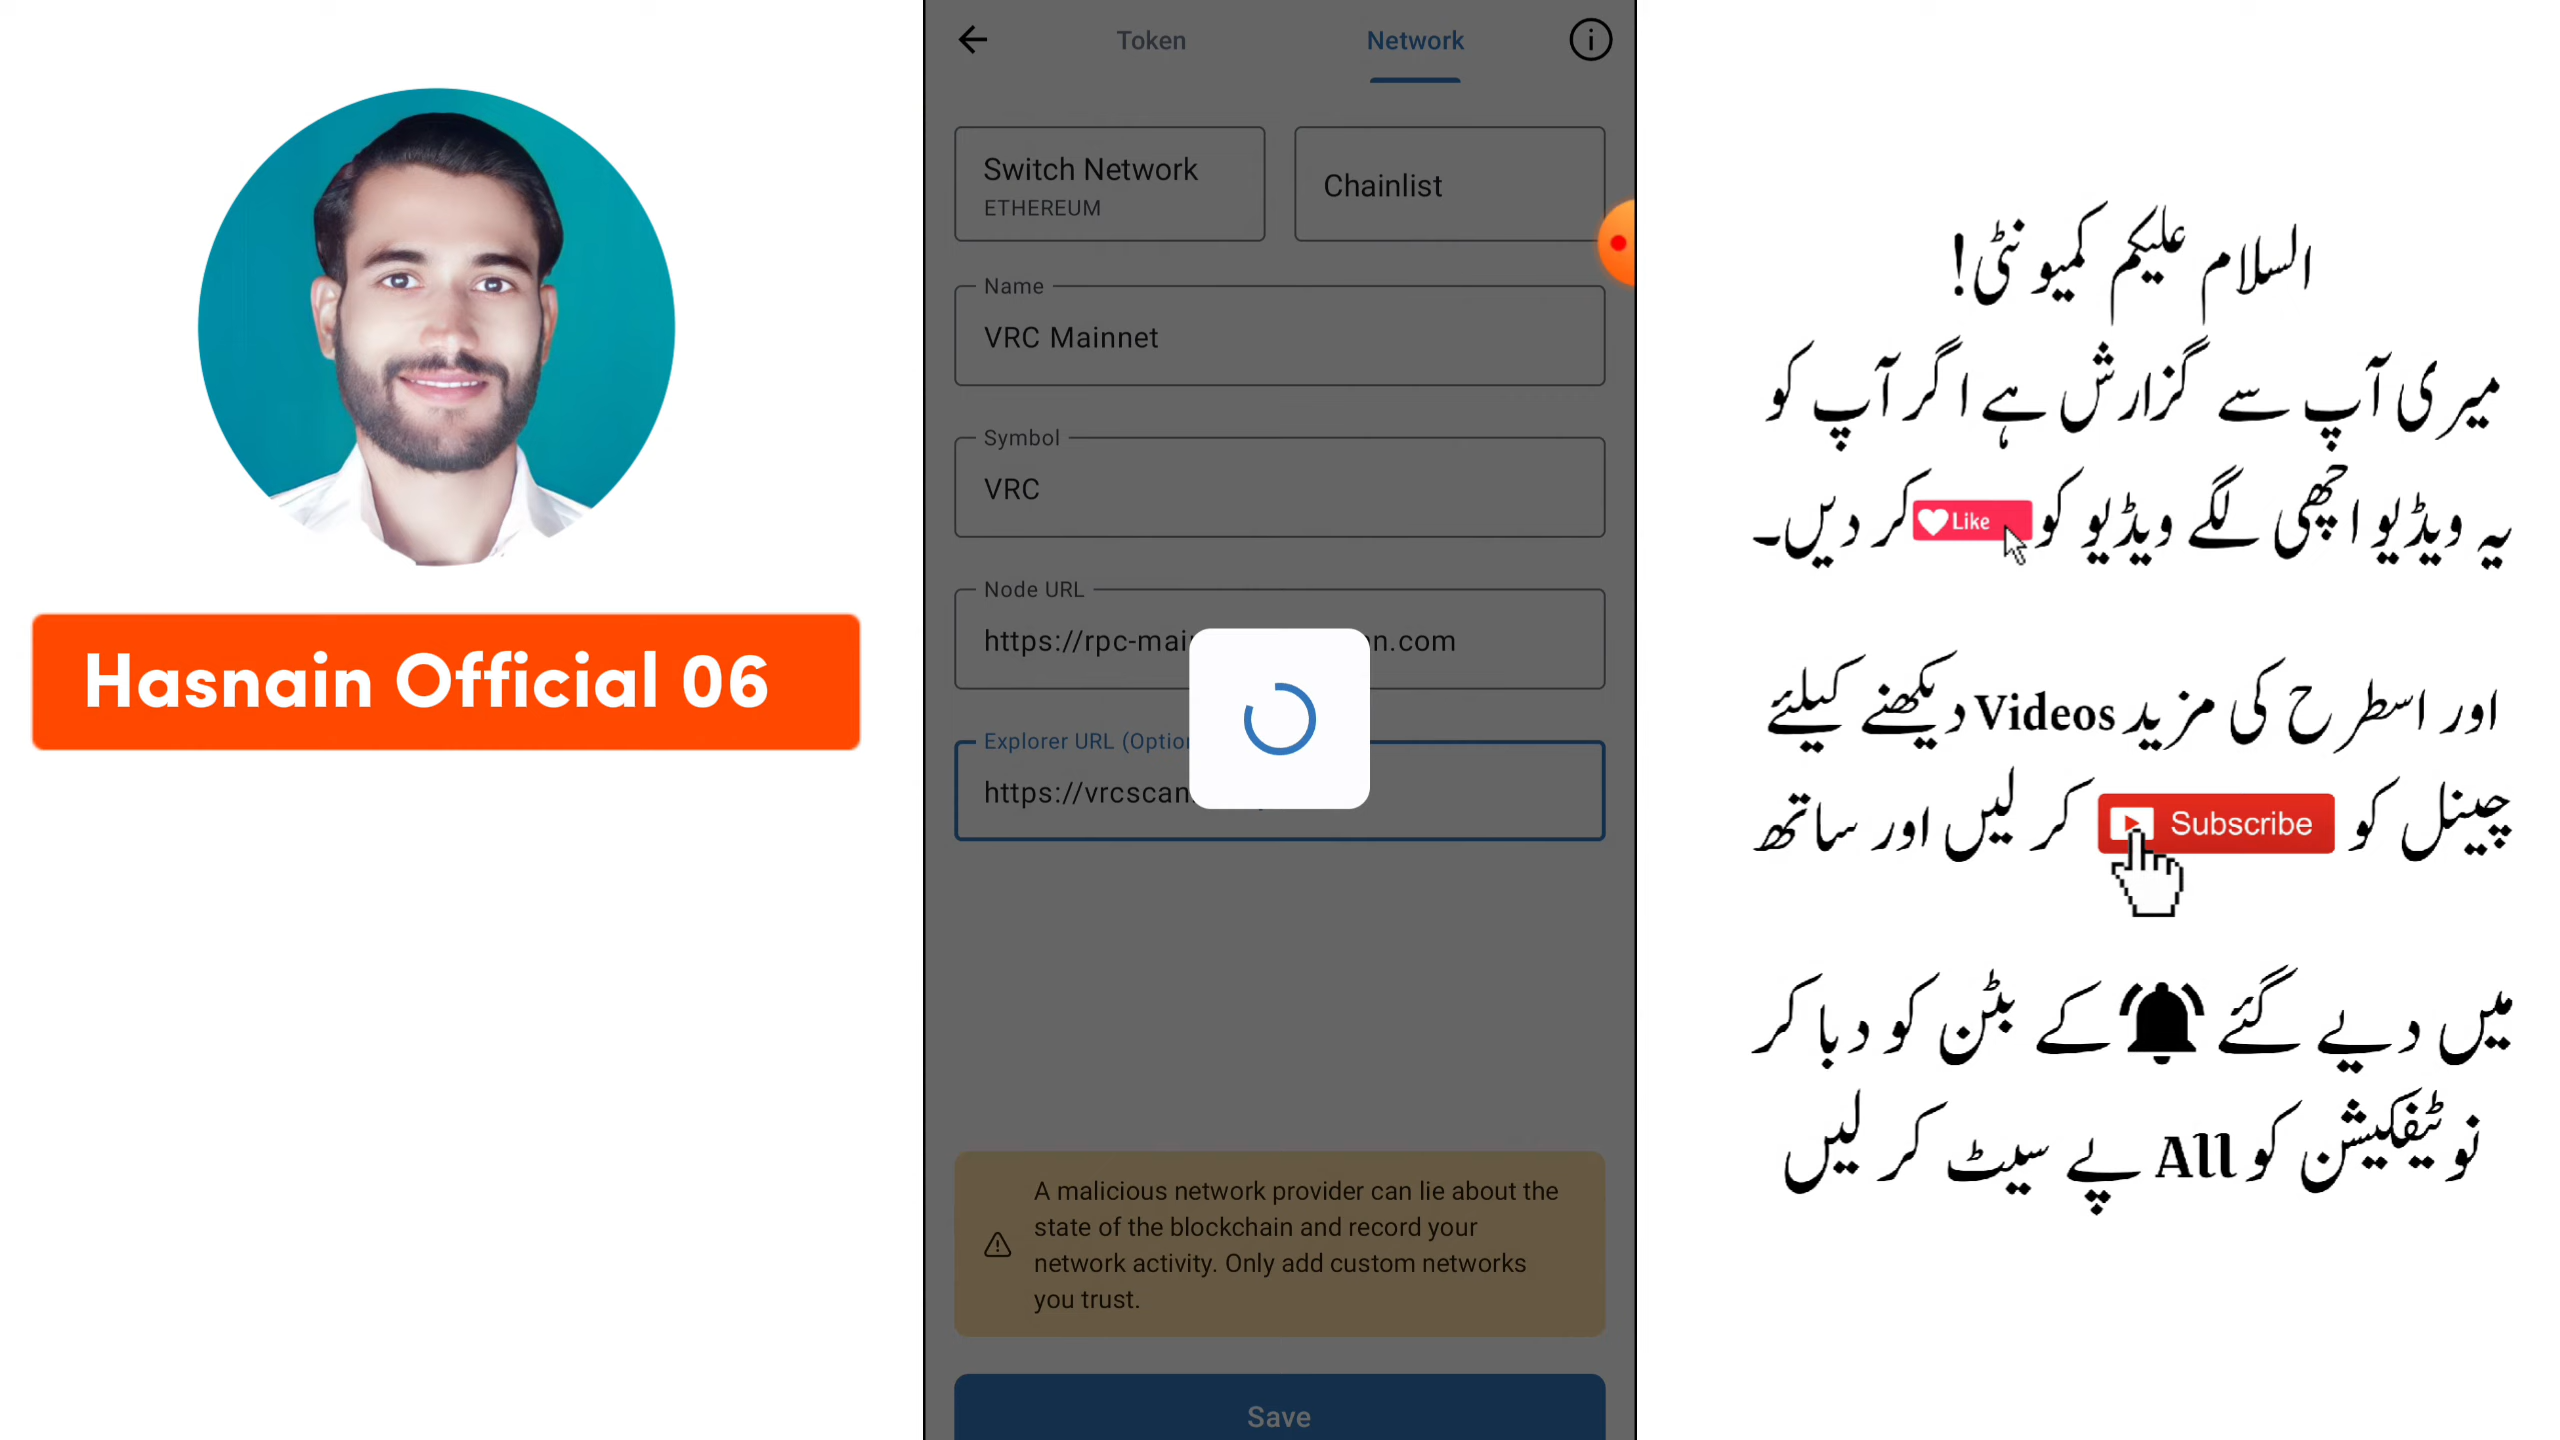 Hasnain Official 06
Token
Network
Switch Network
ETHEREUM
Chainlist
Name
VRC Mainnet
Symbol
VRC
Node URL
https://rpc-mai n.com
Explorer URL (Optio
https://vrcscan
A malicious network provider can lie about the
state of the blockchain and record your
network activity. Only add custom networks
you trust.
Save
السلام علیکم کمیونٹی!
میری آپ سے گزارش ہے اگر آپ کو
یہ ویڈیو اچھی لگے ویڈیو کو Like کر دیں۔
اور اسطرح کی مزید Videos دیکھنے کیلئے
چینل کو Subscribe کر لیں اور ساتھ
میں دیے گئے کے بٹن کو دبا کر
نوٹیفکیشن کو All پے سیٹ کر لیں